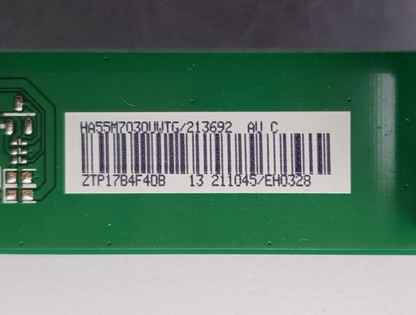 HA55M7030UWTG/213692 AU C
ZTP17B4F4DB 13 211045/EH0328